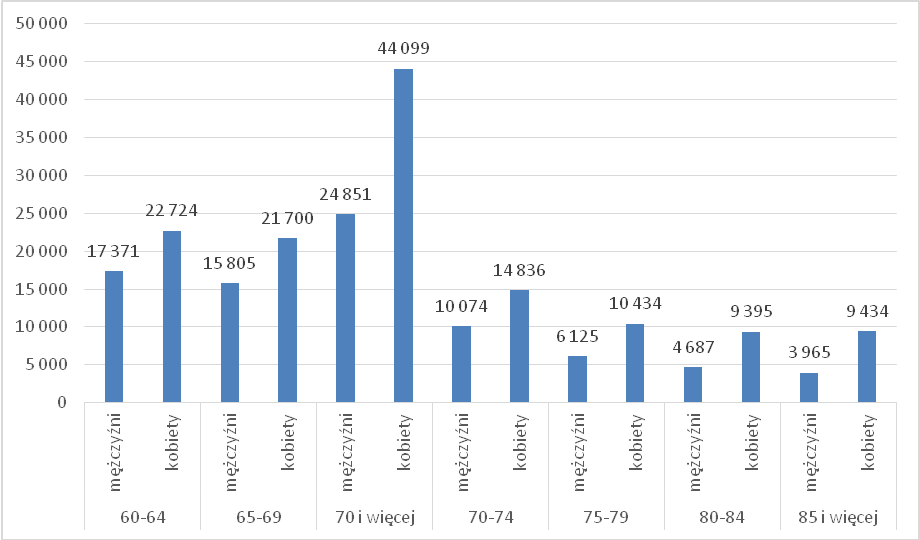 50 000
45 000
40 000
35 000
30 000
25 000
20 000
15 000
10 000
5 000
0
17 371
22 724
15 805
21 700
24 851
44 099
10 074
14 836
6 125
10 434
4 687
9 395
3 965
9 434
mężczyźni
kobiety
mężczyźni
kobiety
mężczyźni
kobiety
mężczyźni
kobiety
mężczyźni
kobiety
mężczyźni
kobiety
mężczyźni
kobiety
60-64
65-69
70 i więcej
70-74
75-79
80-84
85 i więcej